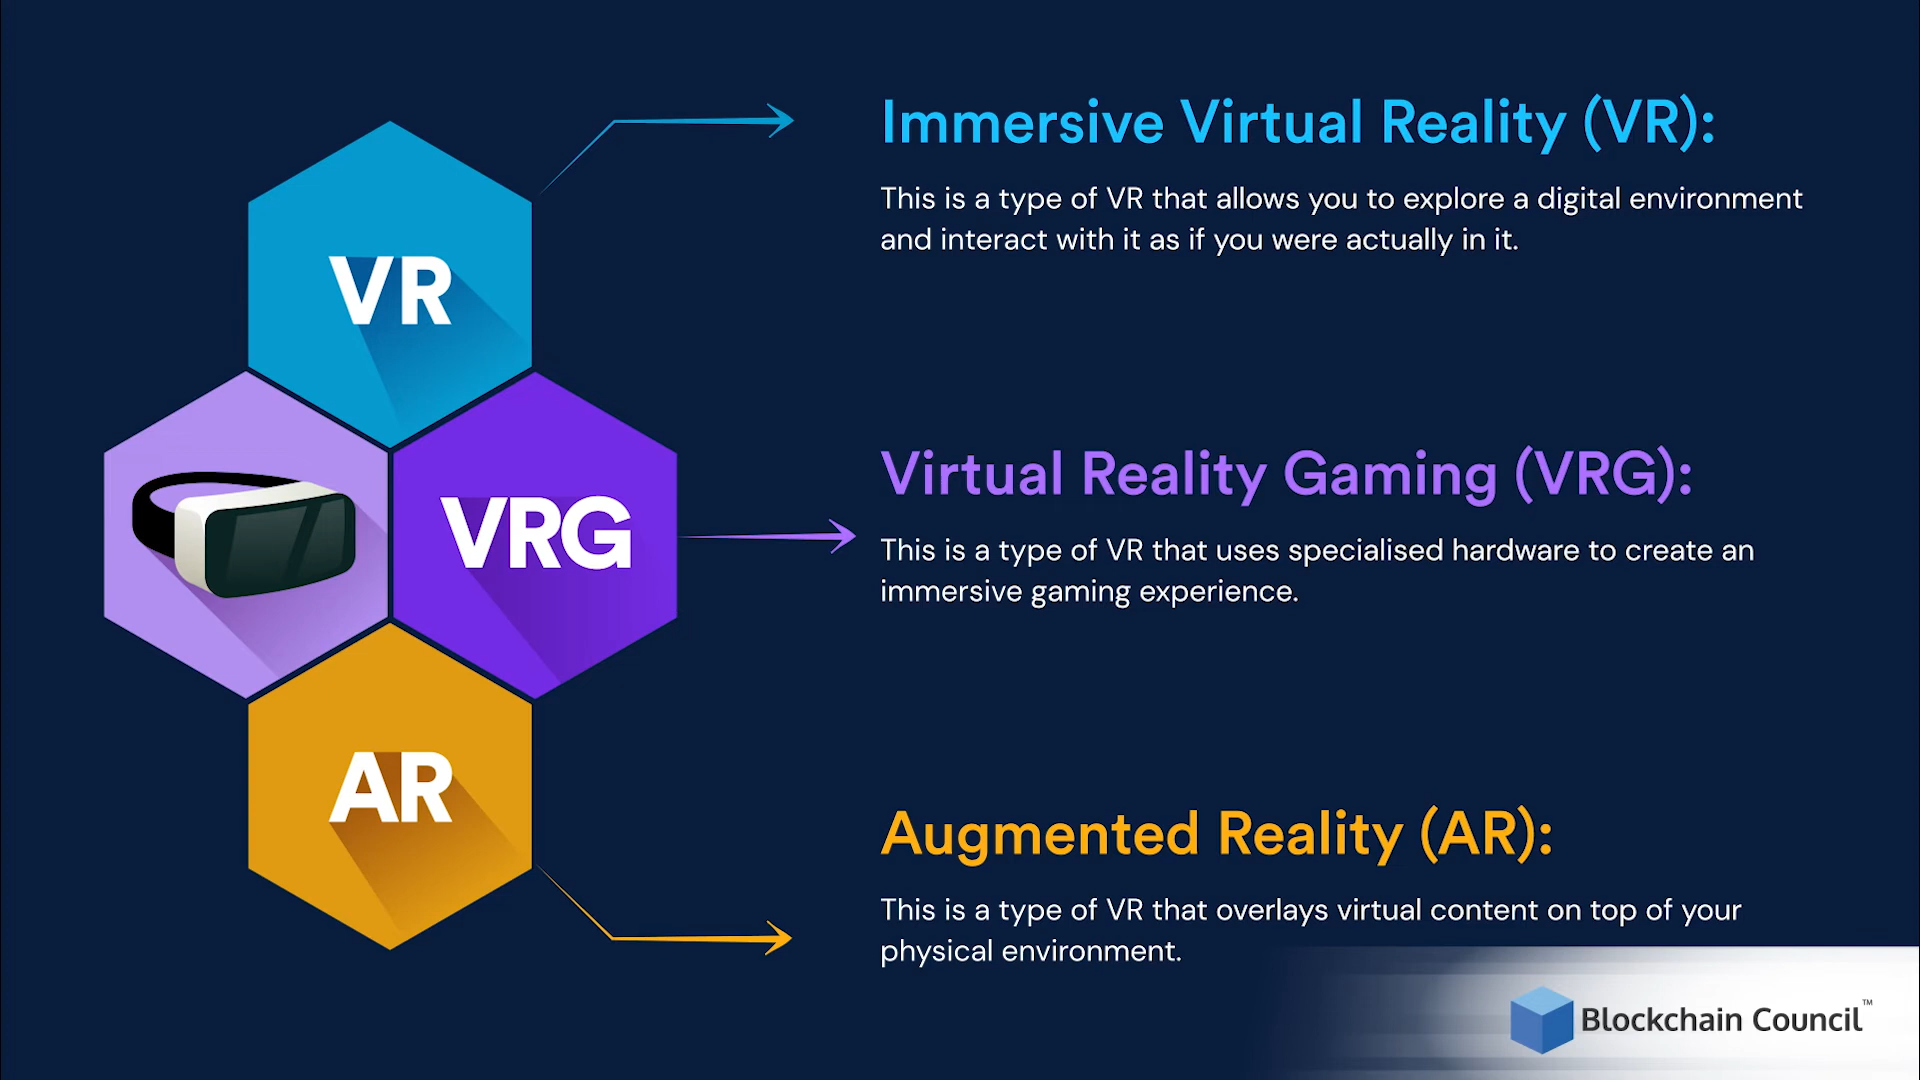 VR
Immersive Virtual Reality (VR):
This is a type of VR that allows you to explore a digital environment
and interact with it as if you were actually in it.
VRG
Virtual Reality Gaming (VRG):
This is a type of VR that uses specialised hardware to create an
immersive gaming experience.
AR
Augmented Reality (AR):
This is a type of VR that overlays virtual content on top of your
physical environment.
Blockchain Council™